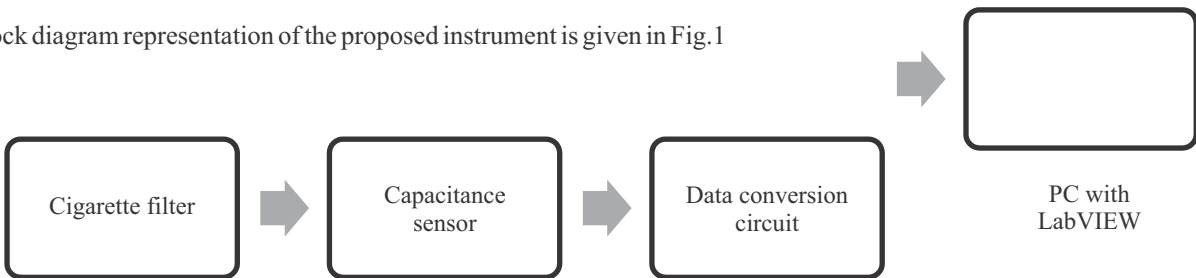 ock diagram representation of the proposed instrument is given in Fig.1
Cigarette filter
Capacitance
sensor
Data conversion
circuit
PC with
LabVIEW